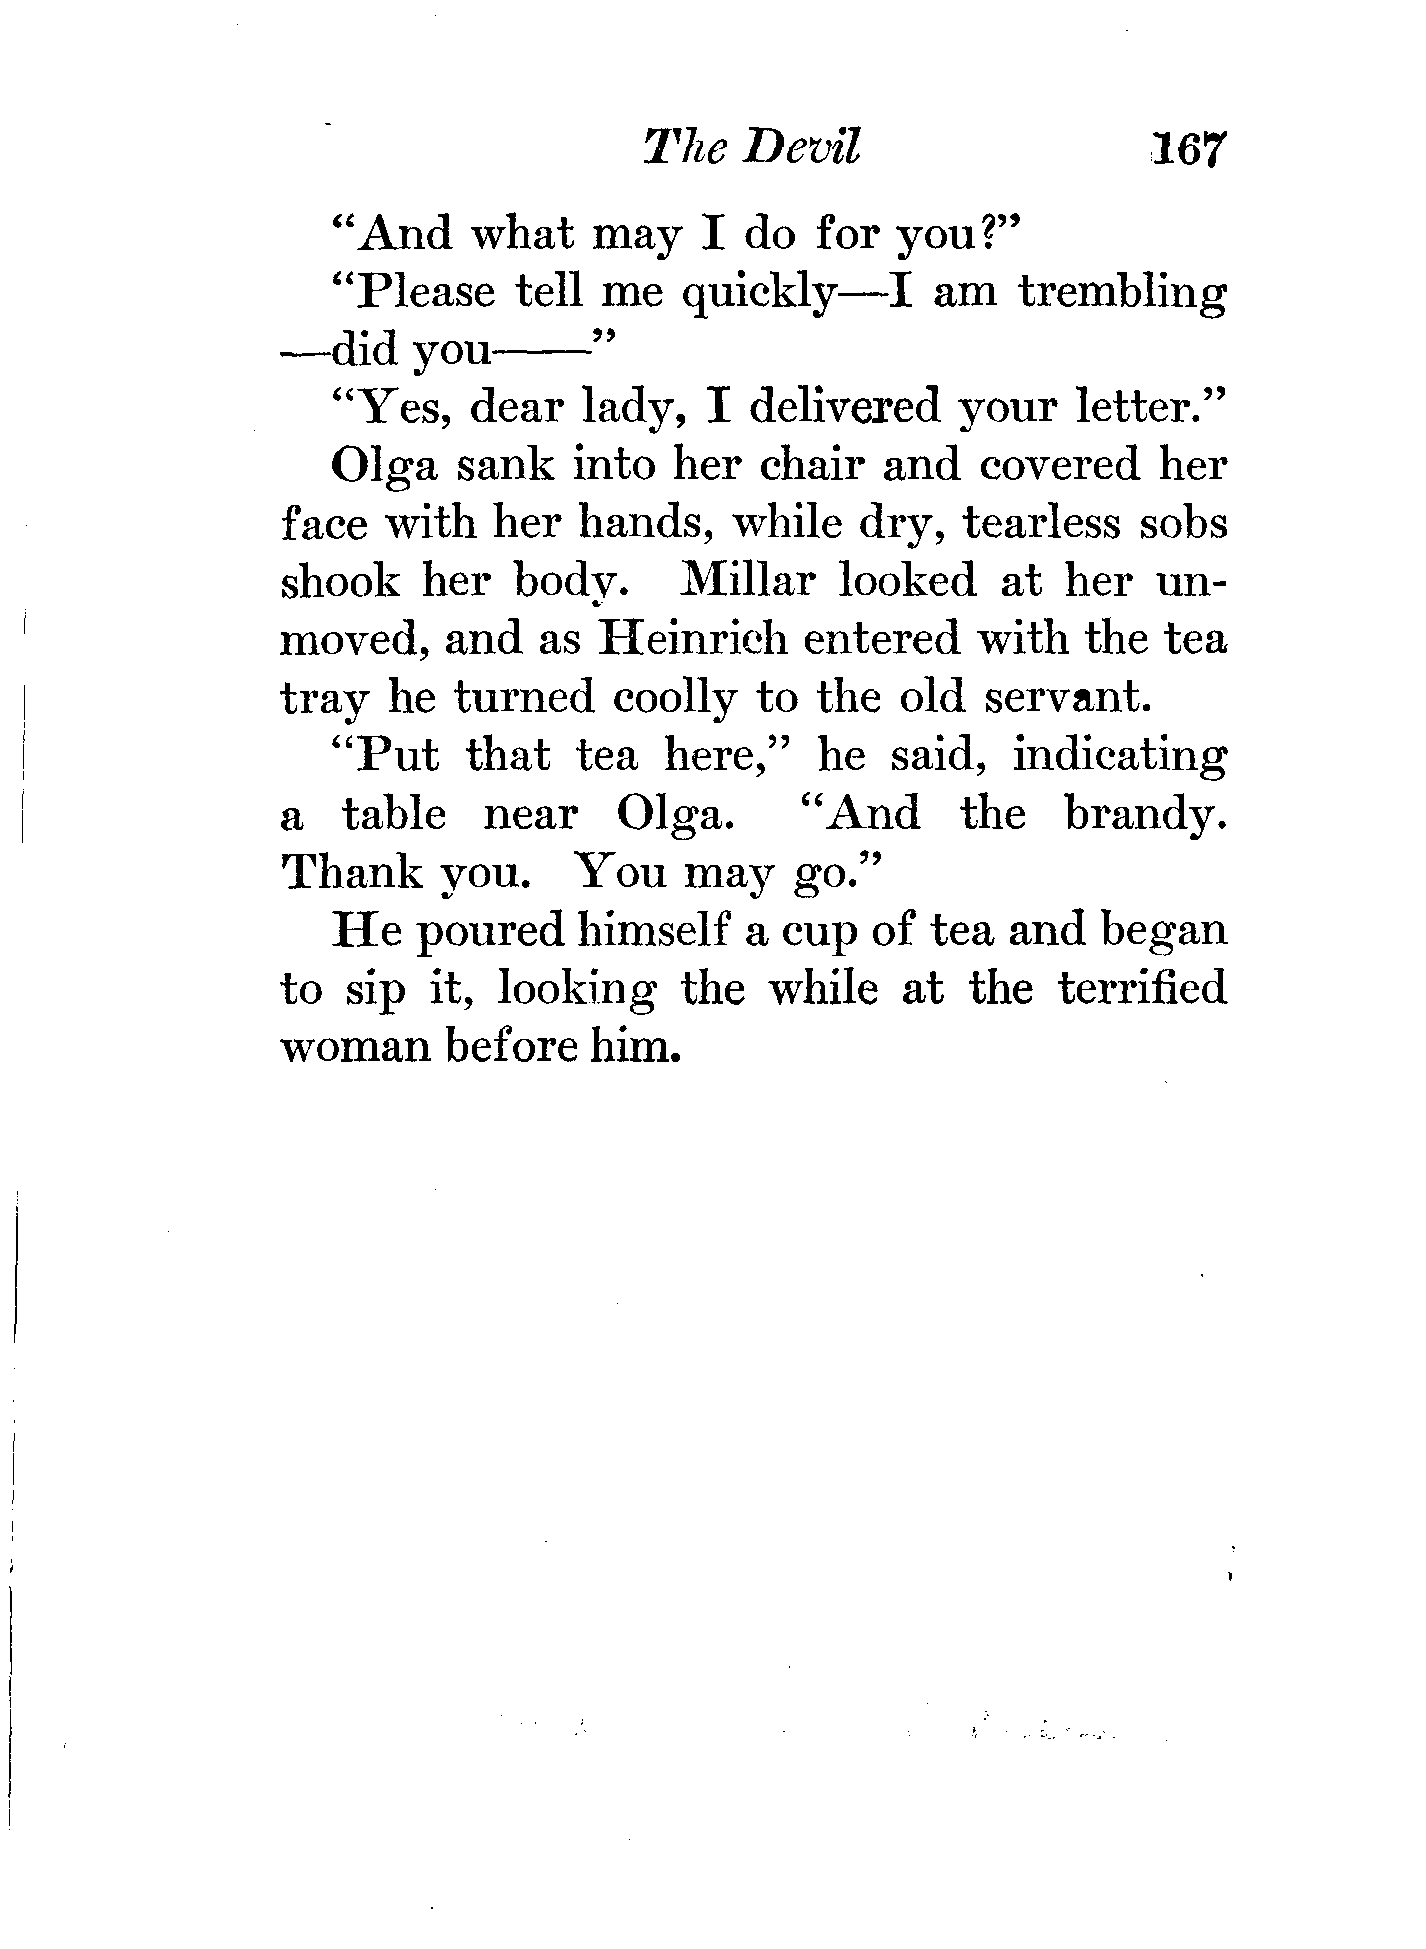 The Devil 167
“And what may I do for you?”
“Please tell me quickly—I am trembling
—did you——”
“Yes, dear lady, I delivered your letter.”
Olga sank into her chair and covered her
face with her hands, while dry, tearless sobs
shook her body. Millar looked at her un-
moved, and as Heinrich entered with the tea
tray he turned coolly to the old servant.
“Put that tea here,” he said, indicating
a table near Olga. “And the brandy.
Thank you. You may go.”
He poured himself a cup of tea and began
to sip it, looking the while at the terrified
woman before him.